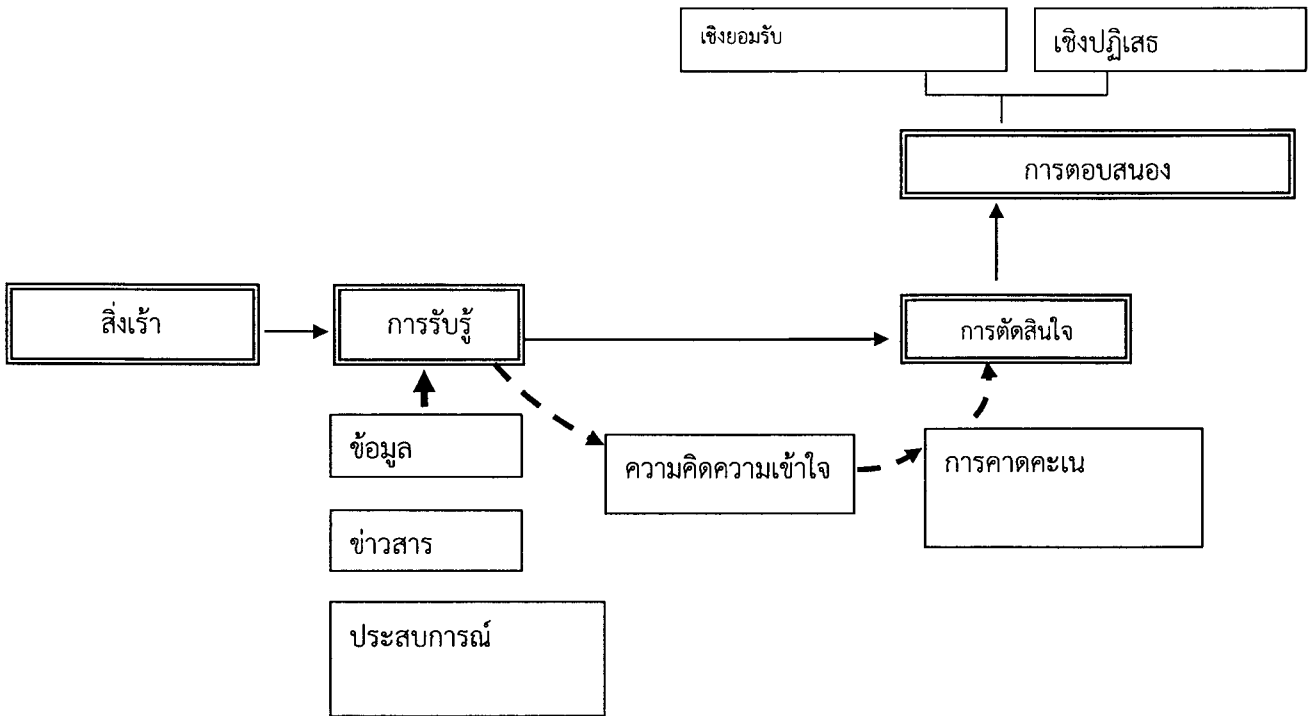 เชิงยอมรับ
เชิงปฏิเสธ
การตอบสนอง
สิ่งเร้า
การรับรู้
การตัดสินใจ
ข้อมูล
ความคิดความเข้าใจ
การคาดคะเน
ข่าวสาร
ประสบการณ์